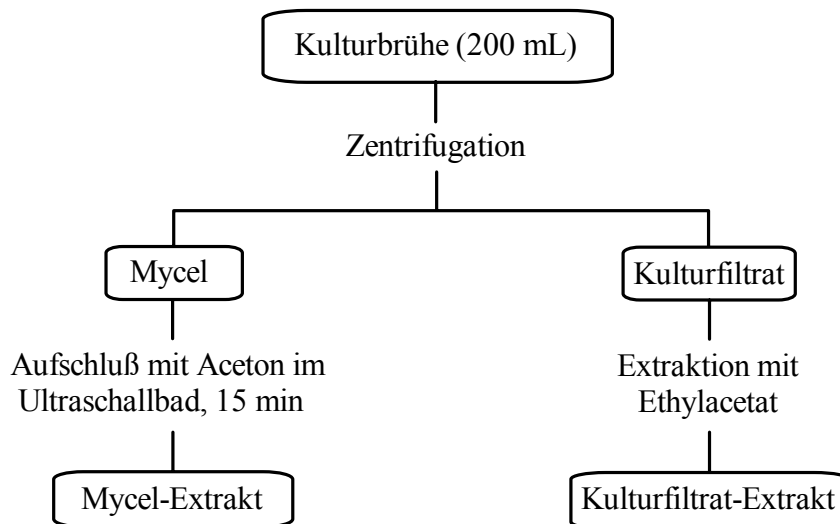 Kulturbrühe (200 mL)
Zentrifugation
Mycel
Kulturfiltrat
Aufschluß mit Aceton im
Ultraschallbad, 15 min
Extraktion mit
Ethylacetat
Mycel-Extrakt
Kulturfiltrat-Extrakt